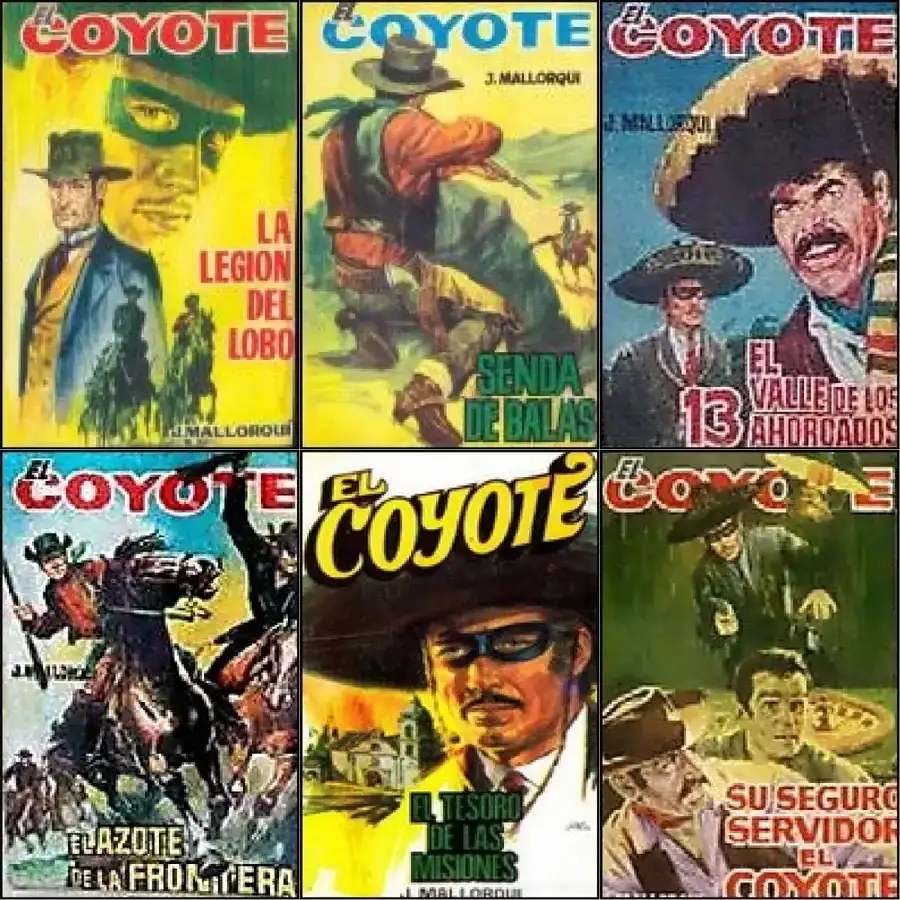 EL
COYOTE
LA
LEGION
DEL
LOBO
J. MALLORQUI
EL
COYOTE
J. MALLORQUI
SENDA
DE BALAS
EL
COYOTE
J. MALLORQUI
13
EL
VALLE DE LOS
AHORCADOS
EL
COYOTE
J. MALLORQ
EL AZOTE
DE LA FRONTERA
EL
COYOTE
EL TESORO
DE LAS
MISIONES
J. MALLORQUI
EL
COYOTE
SU SEGURO
SERVIDOR
EL
COYOTE